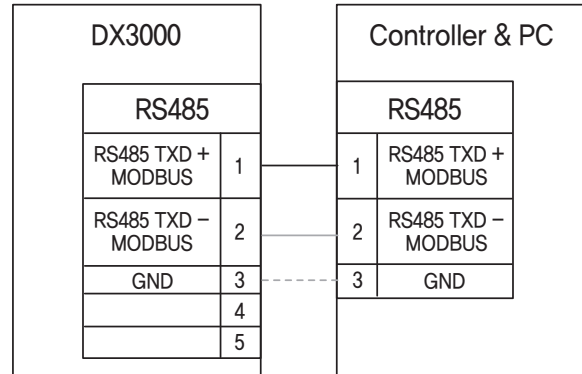 DX3000
Controller & PC
RS485
RS485
RS485 TXD +
MODBUS
1
1
RS485 TXD +
MODBUS
RS485 TXD –
MODBUS
2
2
RS485 TXD –
MODBUS
GND
3
3
GND
4
5